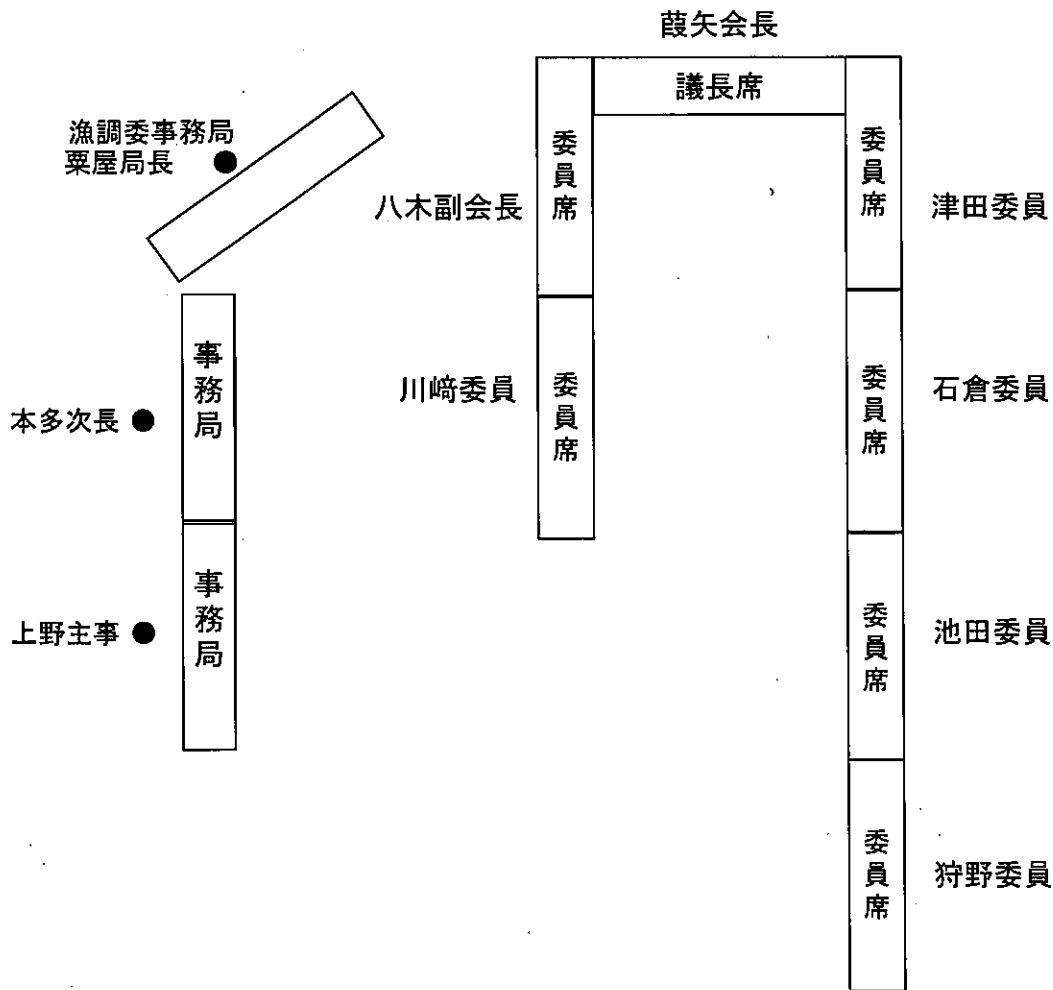 葭矢会長
議長席
漁調委事務局
粟屋局長
八木副会長
委員席
委員席
津田委員
事務局
本多次長
川﨑委員
委員席
委員席
石倉委員
事務局
上野主事
委員席
池田委員
委員席
狩野委員